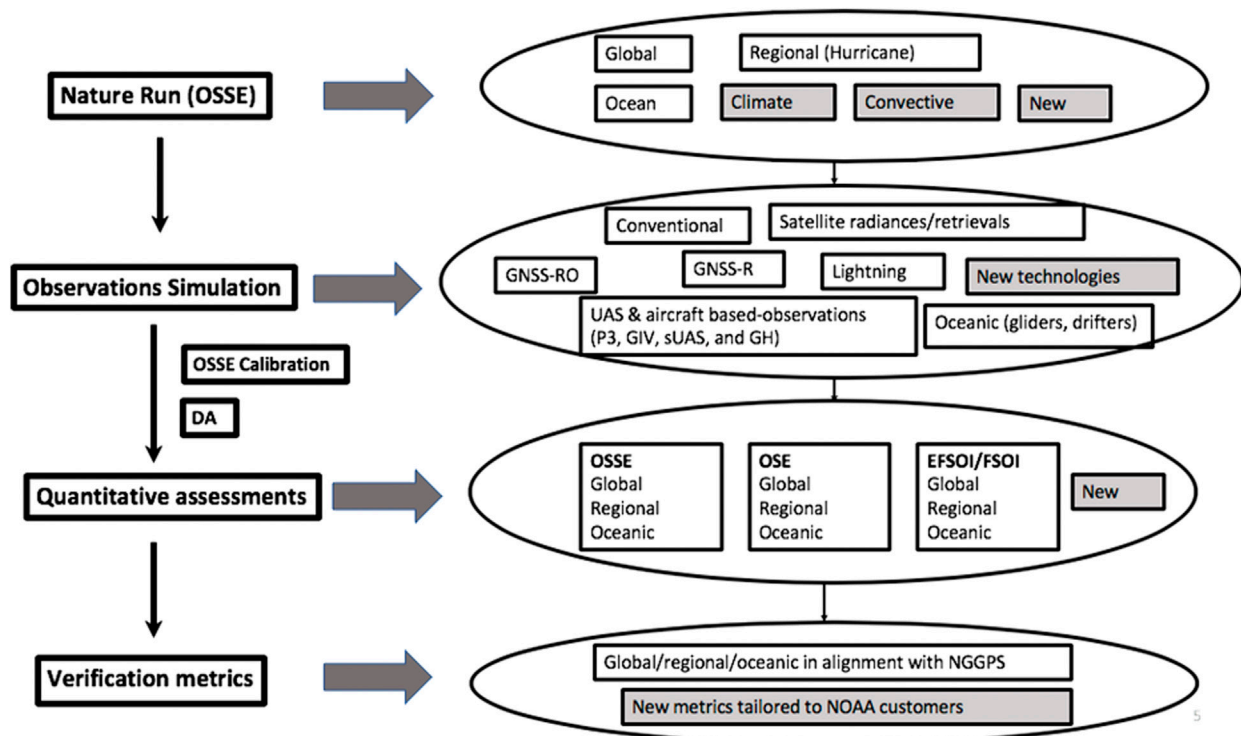 Nature Run (OSSE)
Global
Regional (Hurricane)
Ocean
Climate
Convective
New
Observations Simulation
Conventional
Satellite radiances/retrievals
GNSS-RO
GNSS-R
Lightning
New technologies
UAS & aircraft based-observations
(P3, GIV, sUAS, and GH)
Oceanic (gliders, drifters)
OSSE Calibration
DA
Quantitative assessments
OSSE
Global
Regional
Oceanic
OSE
Global
Regional
Oceanic
EFSOI/FSOI
Global
Regional
Oceanic
New
Verification metrics
Global/regional/oceanic in alignment with NGGPS
New metrics tailored to NOAA customers
5